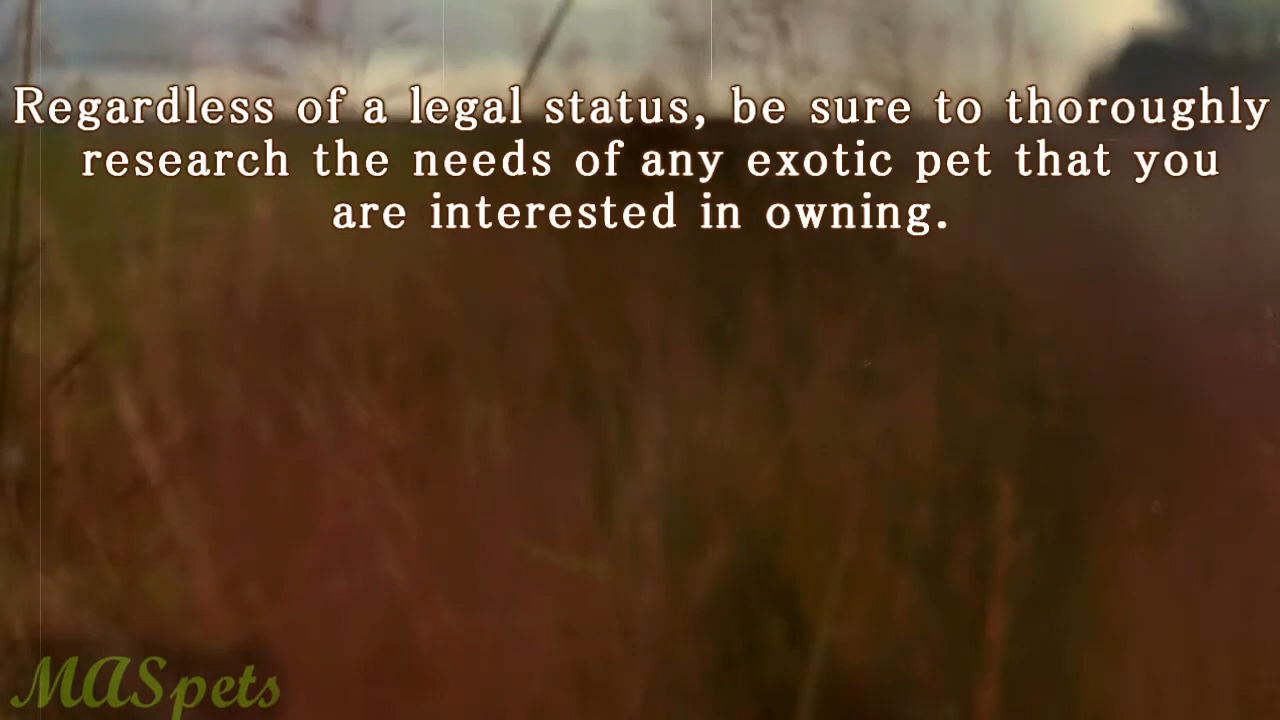 Regardless of a legal status, be sure to thoroughly
research the needs of any exotic pet that you
are interested in owning.
MASpets